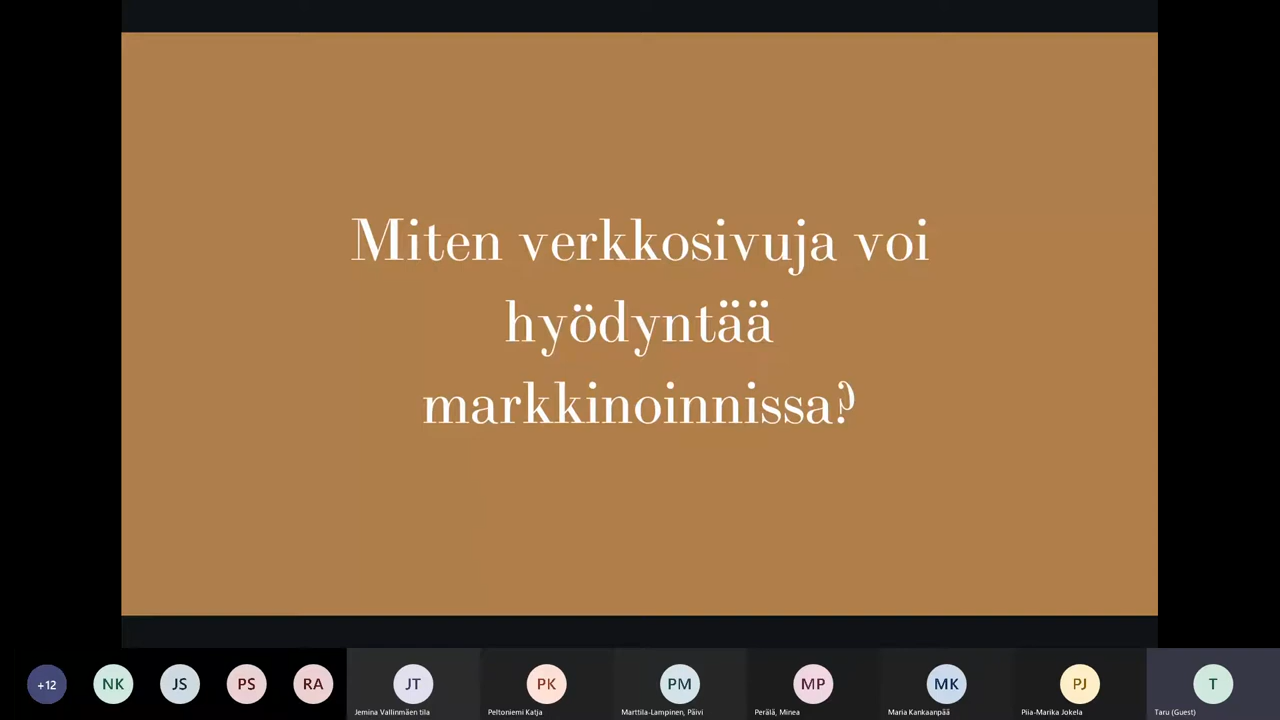 Miten verkkosivuja voi
hyödyntää
markkinoinnissa?
+12
NK
JS
PS
RA
JT
PK
PM
MP
MK
PJ
T
Jemina Vallinmäen tila
Peltoniemi Katja
Marttila-Lampinen, Päivi
Perälä, Minea
Maria Kankaanpää
Piia-Marika Jokela
Taru (Guest)